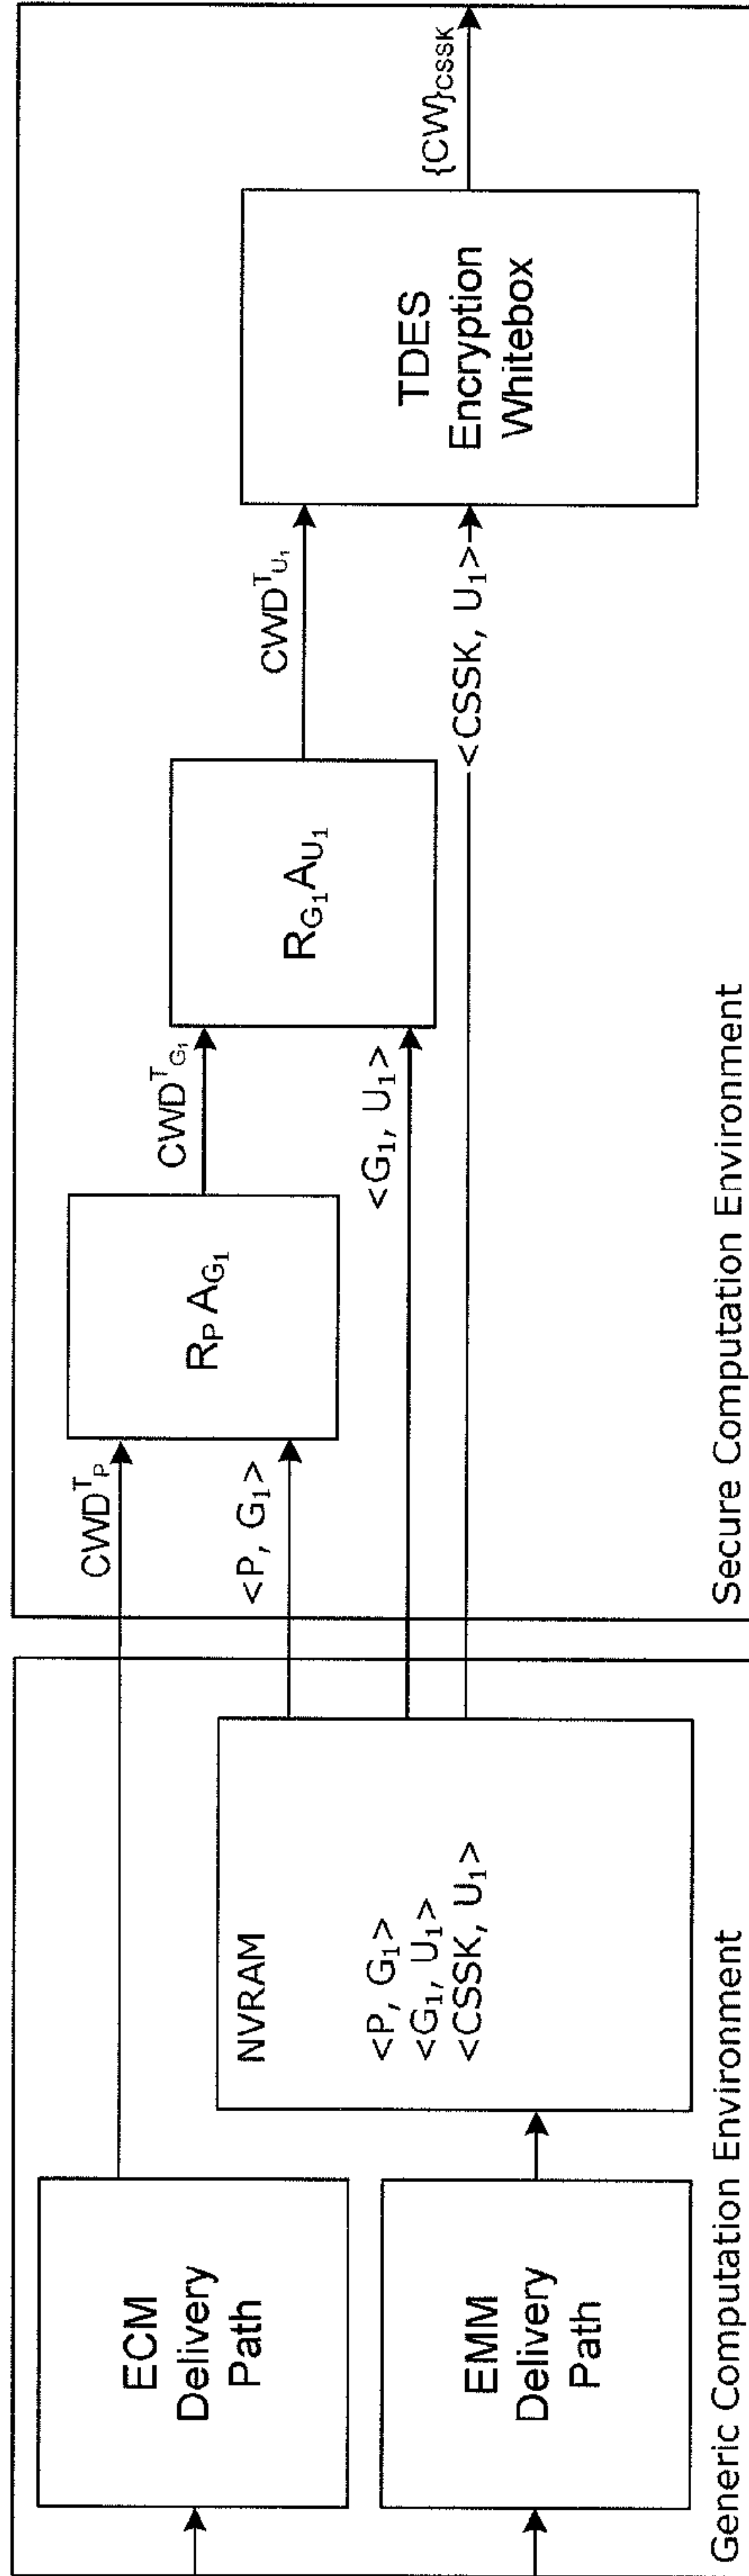 ECM
Delivery
Path
EMM
Delivery
Path
NVRAM
<P, G₁>
<G₁, U₁>
<CSSK, U₁>
Generic Computation Environment
CWDᵀP
<P, G₁>
RP AG₁
CWDᵀG₁
<G₁, U₁>
RG₁AU₁
CWDᵀU₁
<CSSK, U₁>
TDES
Encryption
Whitebox
{CW}CSSK
Secure Computation Environment